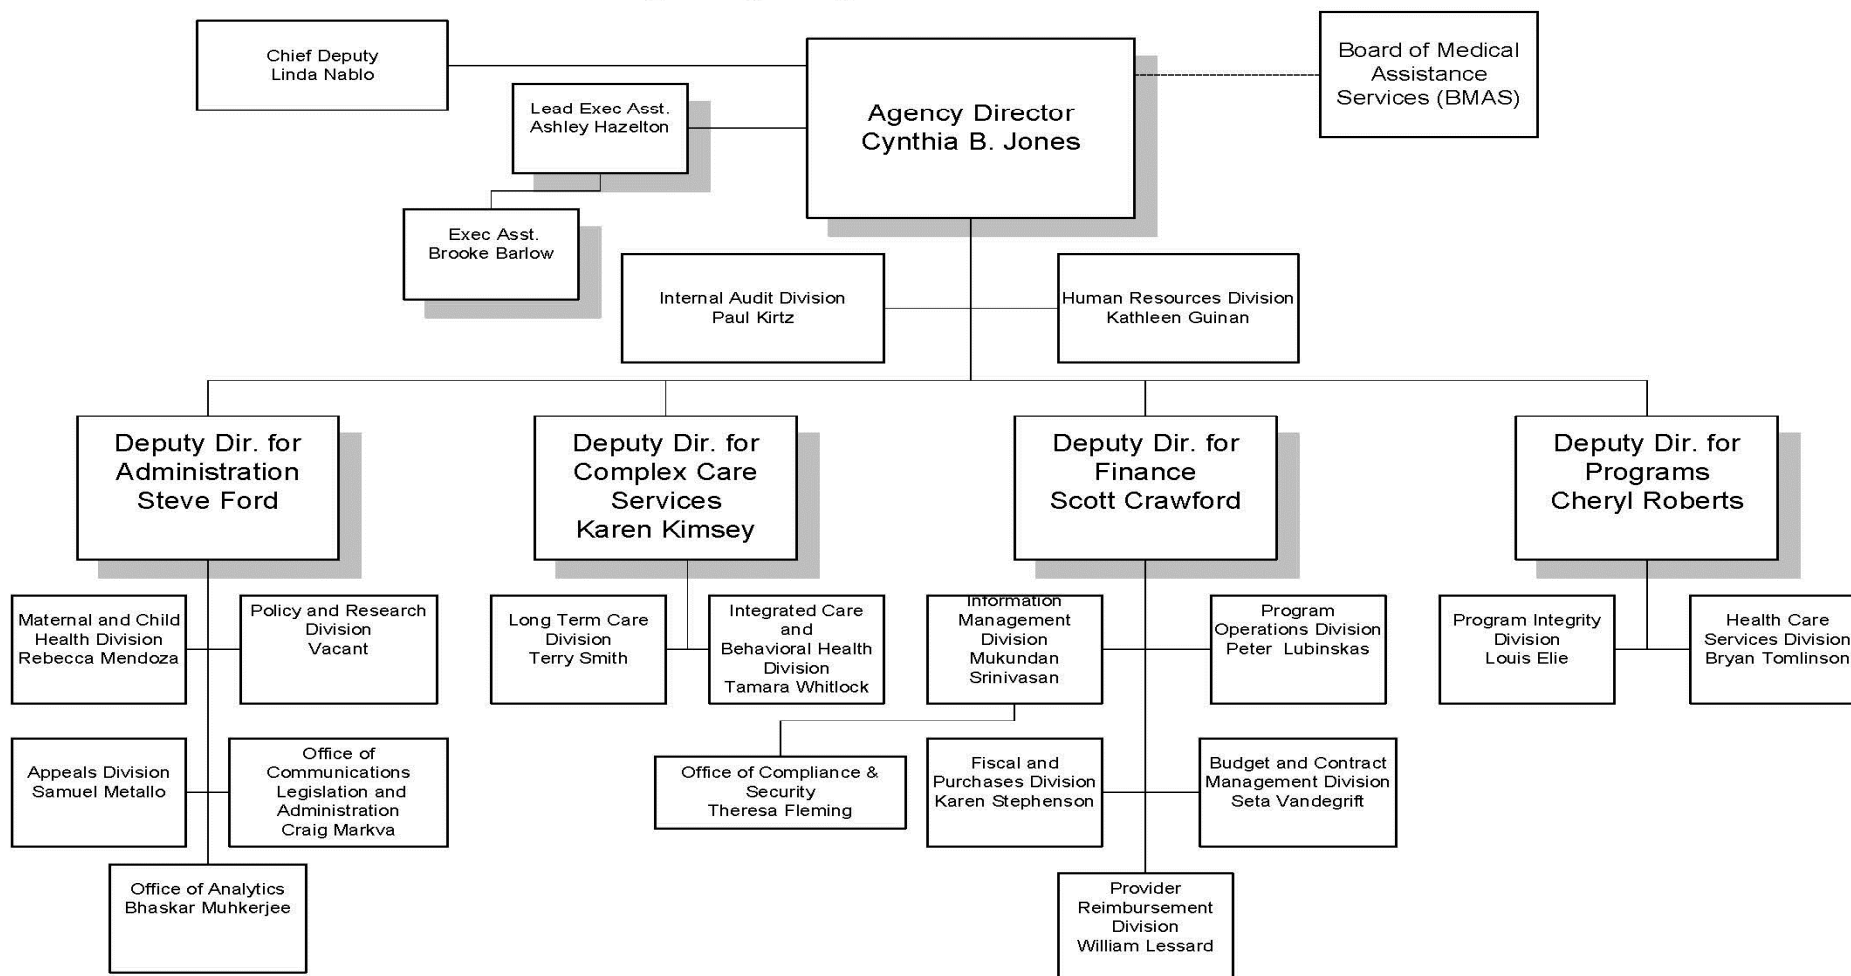 Chief Deputy
Linda Nablo
Lead Exec Asst.
Ashley Hazelton
Exec Asst.
Brooke Barlow
Agency Director
Cynthia B. Jones
Board of Medical
Assistance
Services (BMAS)
Internal Audit Division
Paul Kirtz
Human Resources Division
Kathleen Guinan
Deputy Dir. for
Administration
Steve Ford
Deputy Dir. for
Complex Care
Services
Karen Kimsey
Deputy Dir. for
Finance
Scott Crawford
Deputy Dir. for
Programs
Cheryl Roberts
Maternal and Child
Health Division
Rebecca Mendoza
Policy and Research
Division
Vacant
Long Term Care
Division
Terry Smith
Integrated Care
and
Behavioral Health
Division
Tamara Whitlock
Information
Management
Division
Mukundan
Srinivasan
Program
Operations Division
Peter Lubinskas
Program Integrity
Division
Louis Elie
Health Care
Services Division
Bryan Tomlinson
Appeals Division
Samuel Metallo
Office of
Communications
Legislation and
Administration
Craig Markva
Office of Compliance &
Security
Theresa Fleming
Fiscal and
Purchases Division
Karen Stephenson
Budget and Contract
Management Division
Seta Vandegrift
Office of Analytics
Bhaskar Muhkerjee
Provider
Reimbursement
Division
William Lessard